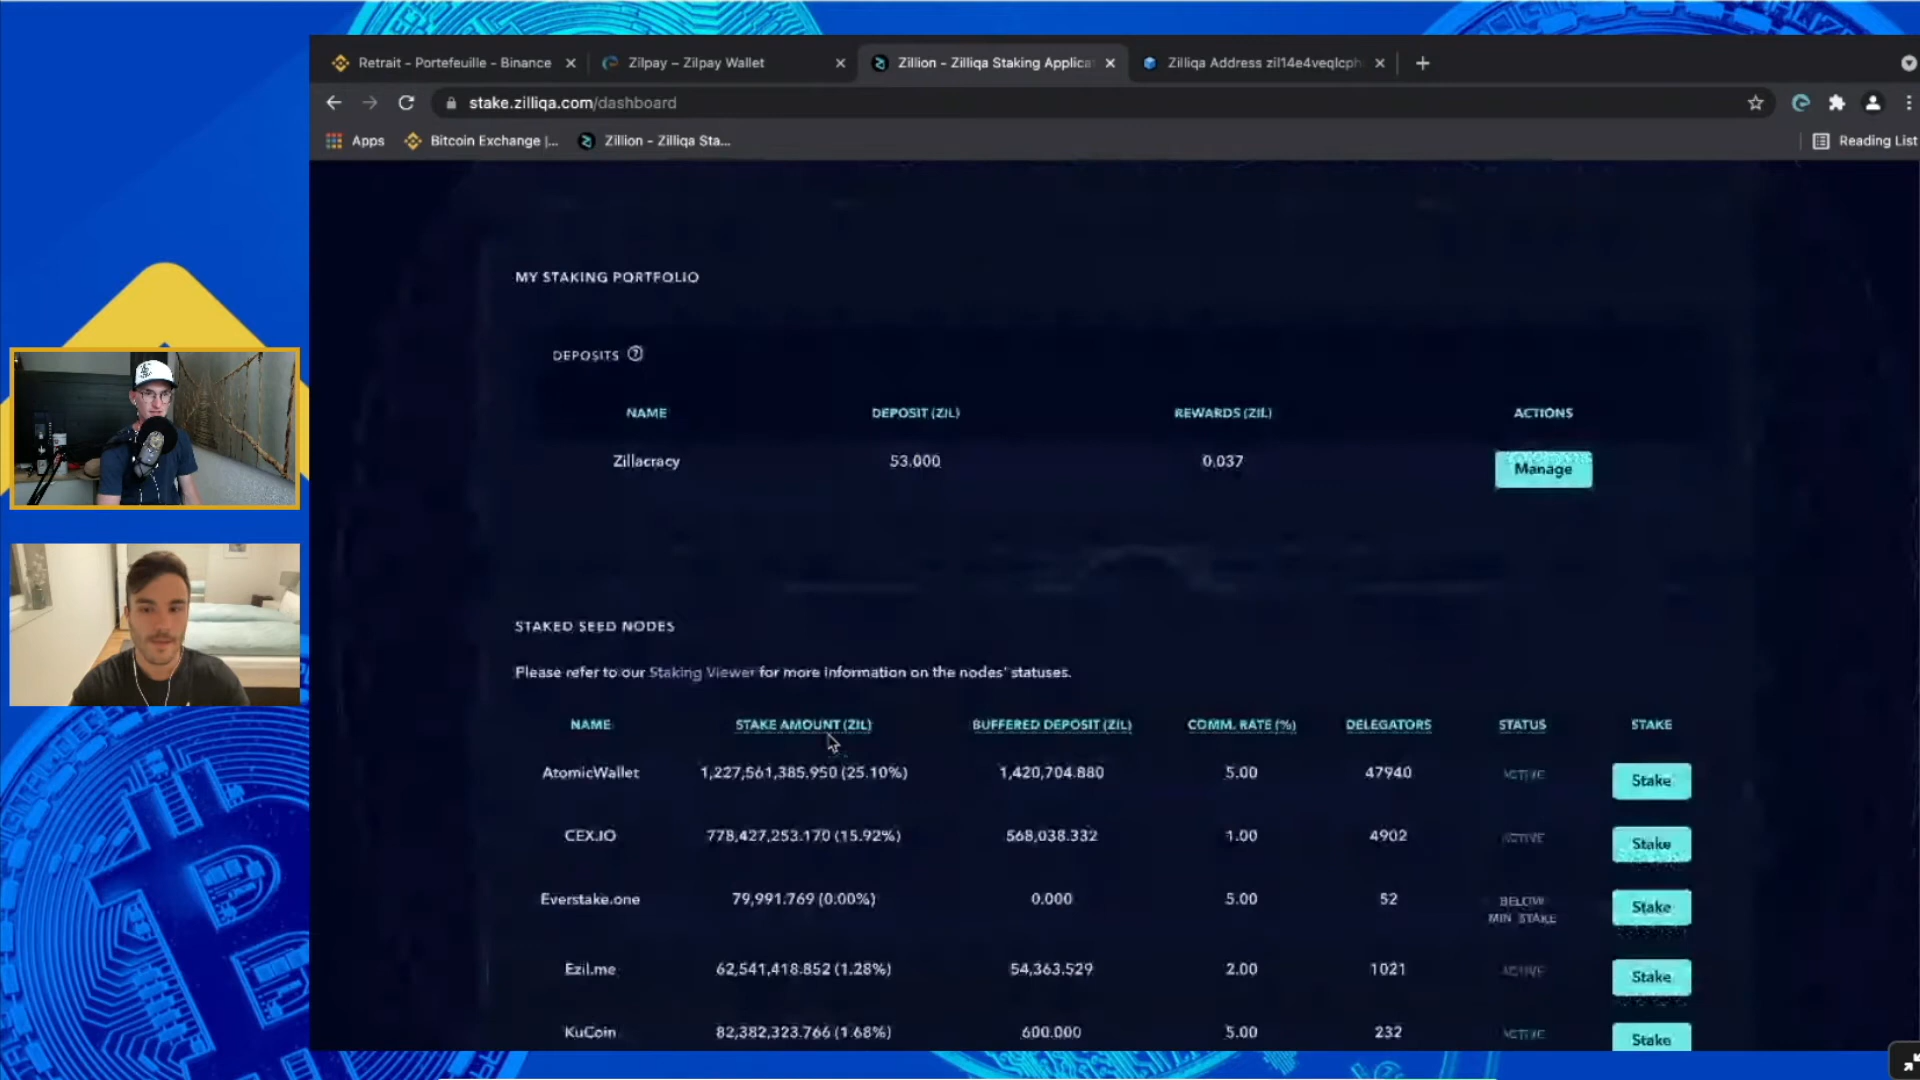 Retrait - Portefeuille - Binance
Zilpay – Zilpay Wallet
Zillion - Zilliqa Staking Applica
Zilliqa Address zil14e4veqlcph
stake.zilliqa.com/dashboard
Apps
Bitcoin Exchange |...
Zillion - Zilliqa Sta...
Reading List
MY STAKING PORTFOLIO
DEPOSITS ?
NAME DEPOSIT (ZIL) REWARDS (ZIL) ACTIONS
Zillacracy 53.000 0.037 Manage
STAKED SEED NODES
Please refer to our Staking Viewer for more information on the nodes' statuses.
NAME STAKE AMOUNT (ZIL) BUFFERED DEPOSIT (ZIL) COMM. RATE (%) DELEGATORS STATUS STAKE
AtomicWallet 1,227,561,385.950 (25.10%) 1,420,704.880 5.00 47940 ACTIVE Stake
CEX.IO 778,427,253.170 (15.92%) 568,038.332 1.00 4902 ACTIVE Stake
Everstake.one 79,991.769 (0.00%) 0.000 5.00 52 BELOW MIN STAKE Stake
Ezil.me 62,541,418.852 (1.28%) 54,363.529 2.00 1021 ACTIVE Stake
KuCoin 82,382,323.766 (1.68%) 600.000 5.00 232 ACTIVE Stake